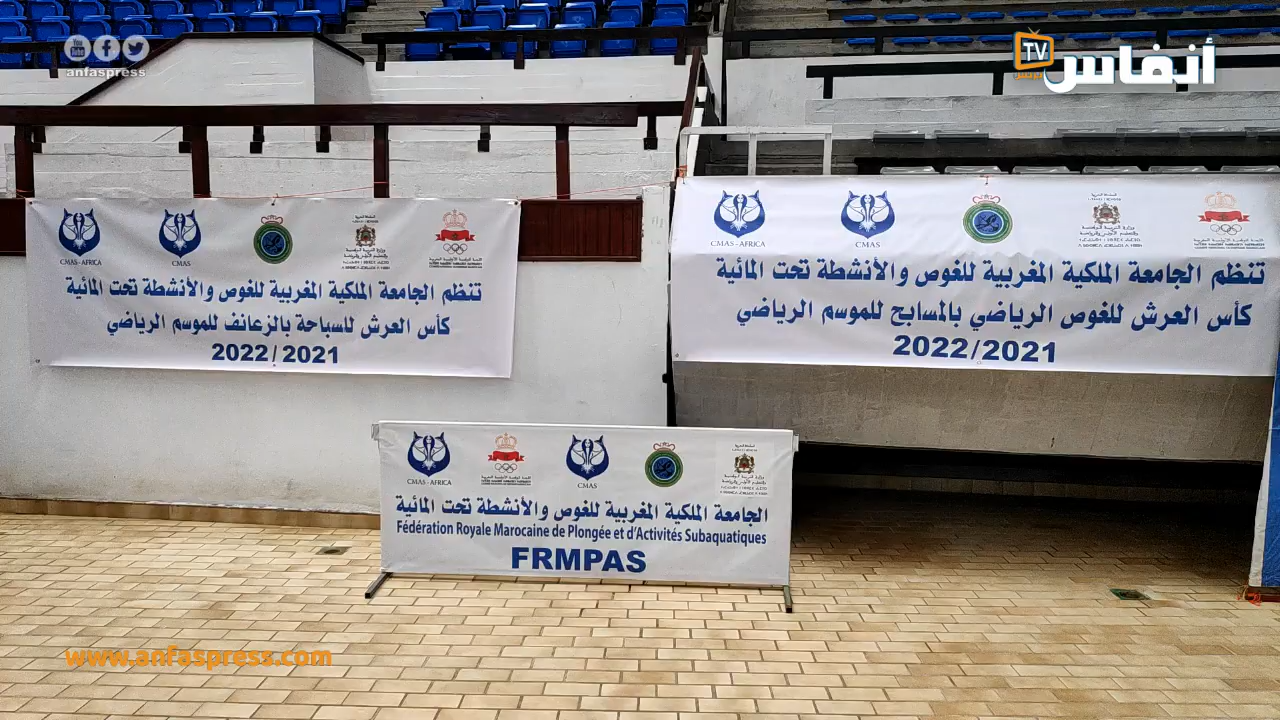 anfaspress
TV
أنفاس
CMAS - AFRICA
CMAS
تنظم الجامعة الملكية المغربية للغوص والأنشطة تحت المائية
كأس العرش للسباحة بالزعانف للموسم الرياضي
2022/2021
CMAS - AFRICA
CMAS
تنظم الجامعة الملكية المغربية للغوص والأنشطة تحت المائية
كأس العرش للغوص الرياضي بالمسابح للموسم الرياضي
2022/2021
CMAS - AFRICA
CMAS
الجامعة الملكية المغربية للغوص والأنشطة تحت المائية
Fédération Royale Marocaine de Plongée et d'Activités Subaquatiques
FRMPAS
www.anfaspress.com